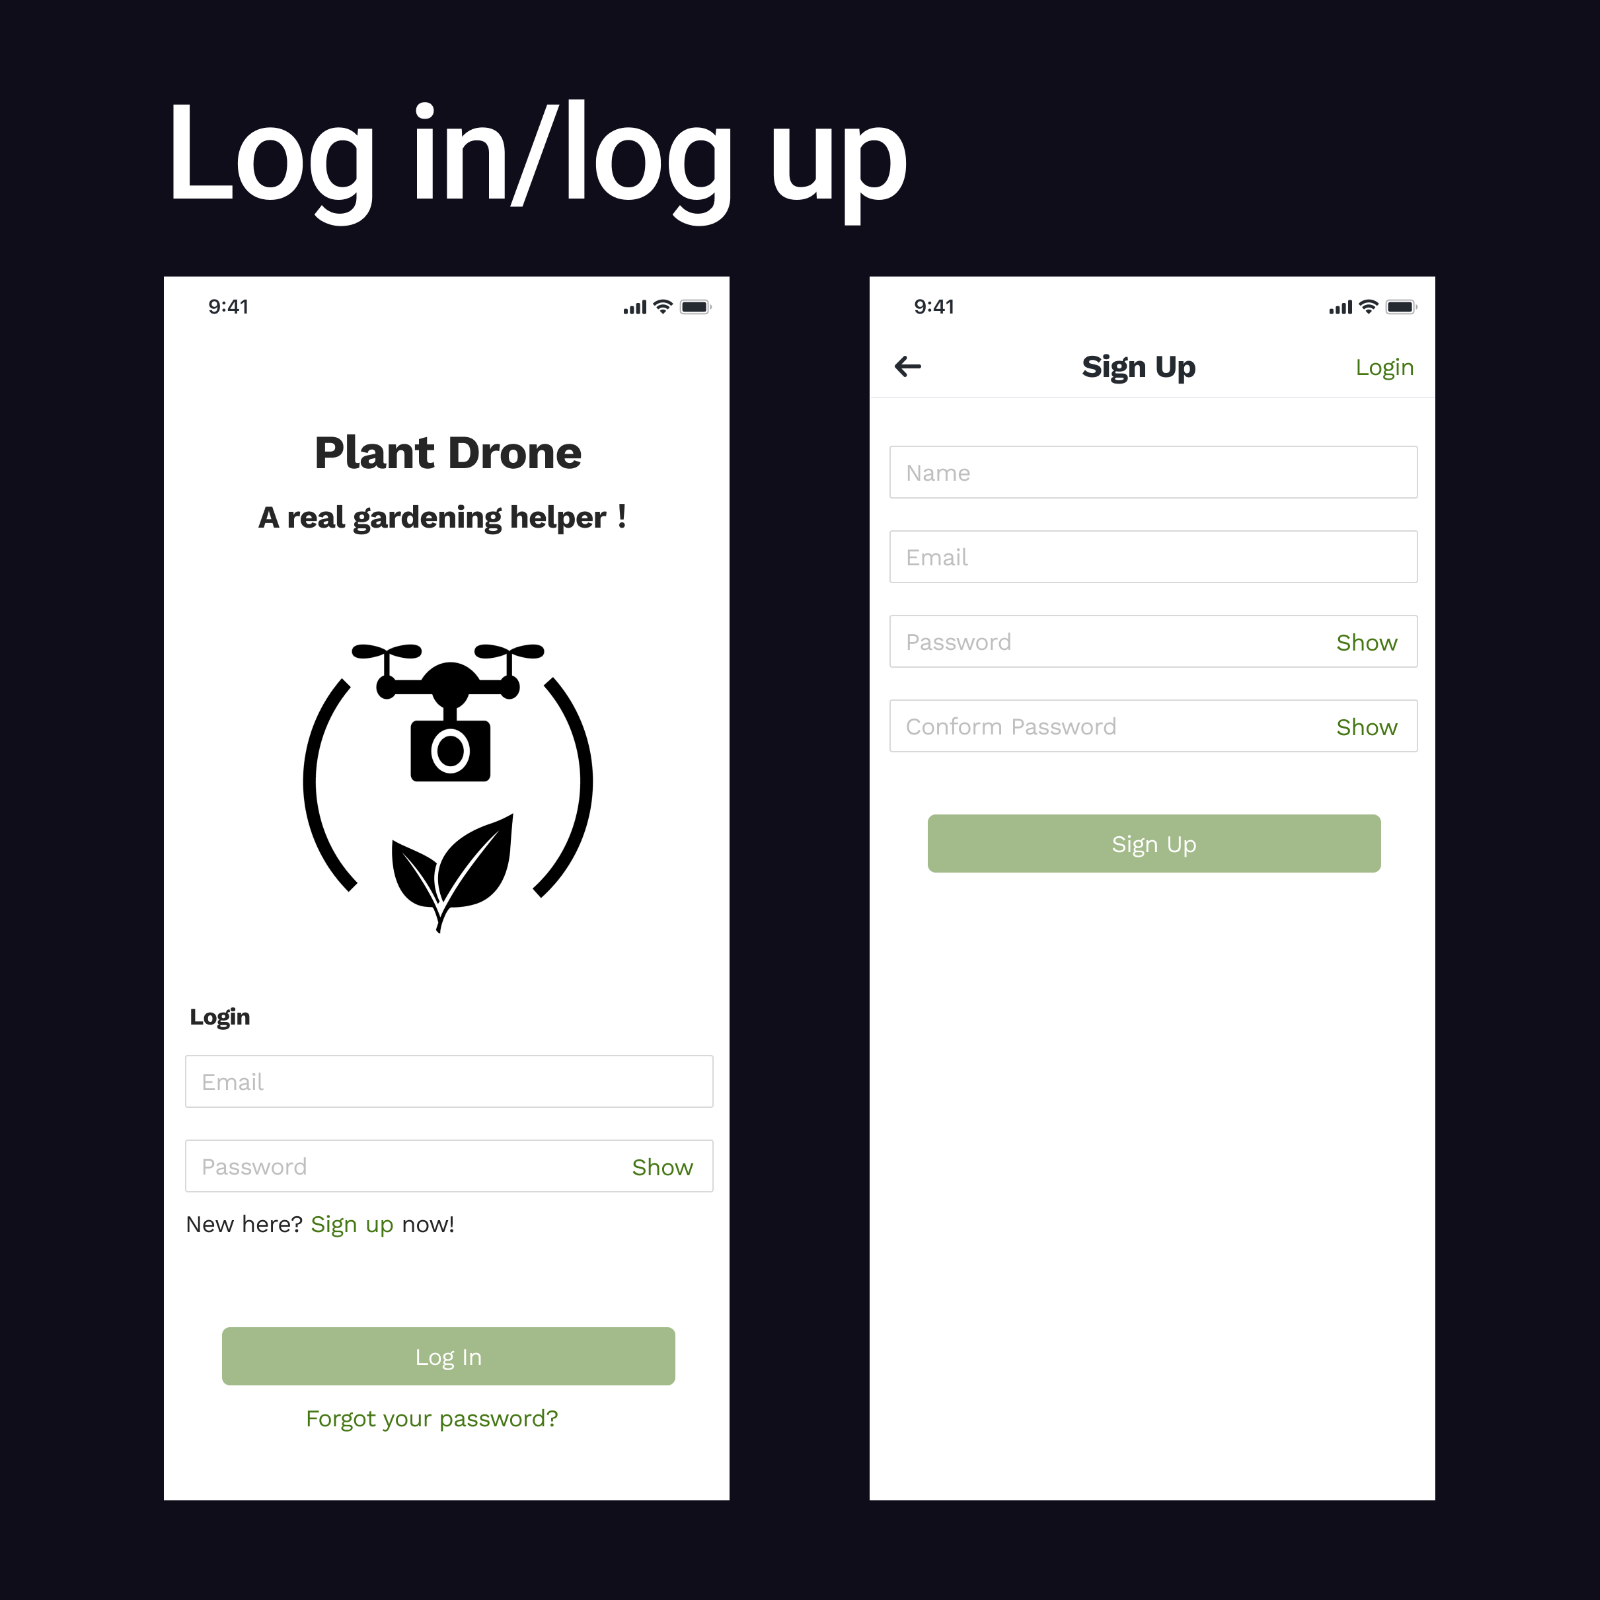 Log in/log up
9:41
Plant Drone
A real gardening helper！
Login
Email
Password Show
New here? Sign up now!
Log In
Forgot your password?
9:41
Sign Up Login
Name
Email
Password Show
Conform Password Show
Sign Up